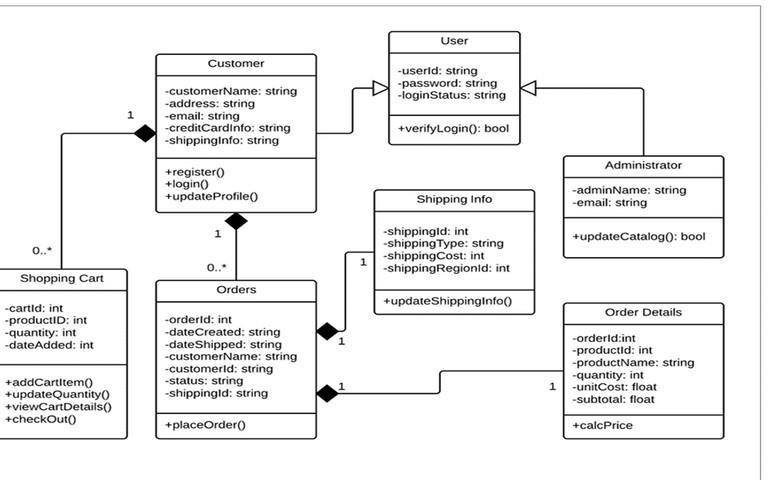 User
-userId: string
-password: string
-loginStatus: string
+verifyLogin(): bool
Customer
-customerName: string
-address: string
-email: string
-creditCardInfo: string
-shippingInfo: string
+register()
+login()
+updateProfile()
1
1
0..*
0..*
Administrator
-adminName: string
-email: string
+updateCatalog(): bool
Shipping Info
-shippingId: int
-shippingType: string
-shippingCost: int
-shippingRegionId: int
+updateShippingInfo()
1
1
Shopping Cart
-cartId: int
-productID: int
-quantity: int
-dateAdded: int
+addCartItem()
+updateQuantity()
+viewCartDetails()
+checkOut()
Orders
-orderId: int
-dateCreated: string
-dateShipped: string
-customerName: string
-customerId: string
-status: string
-shippingId: string
+placeOrder()
1
1
Order Details
-orderId:int
-productId: int
-productName: string
-quantity: int
-unitCost: float
-subtotal: float
+calcPrice